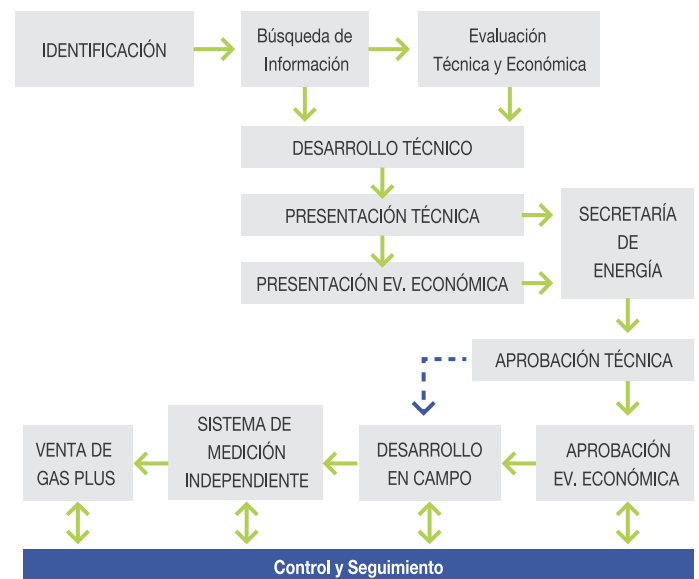 IDENTIFICACIÓN
Búsqueda de
Información
Evaluación
Técnica y Económica
DESARROLLO TÉCNICO
PRESENTACIÓN TÉCNICA
PRESENTACIÓN EV. ECONÓMICA
SECRETARÍA
DE
ENERGÍA
APROBACIÓN TÉCNICA
VENTA DE
GAS PLUS
SISTEMA DE
MEDICIÓN
INDEPENDIENTE
DESARROLLO
EN CAMPO
APROBACIÓN
EV. ECONÓMICA
Control y Seguimiento